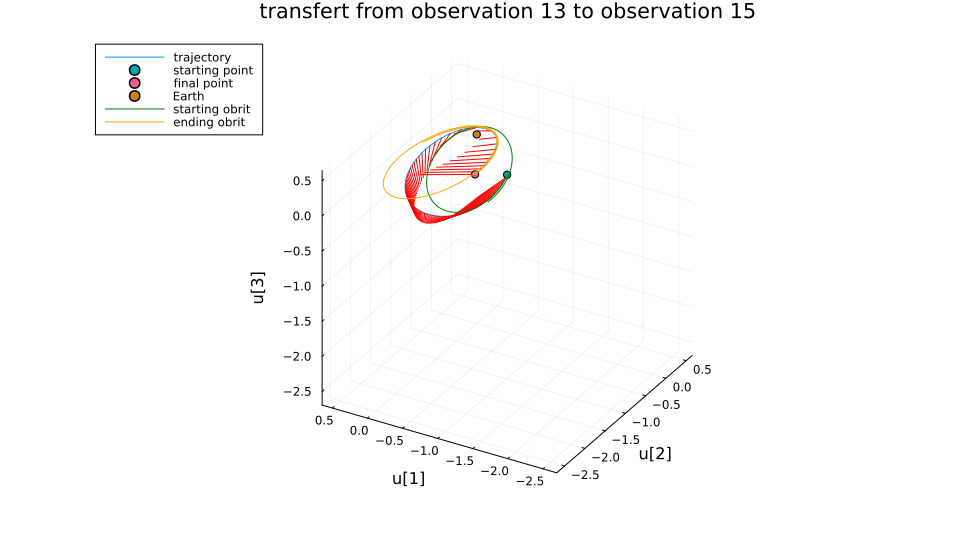 transfert from observation 13 to observation 15
trajectory
starting point
final point
Earth
starting obrit
ending obrit
0.5
0.0
−0.5
−1.0
−1.5
−2.0
−2.5
u[3]
0.5
0.0
−0.5
−1.0
−1.5
−2.0
−2.5
u[1]
0.5
0.0
−0.5
−1.0
−1.5
−2.0
−2.5
u[2]